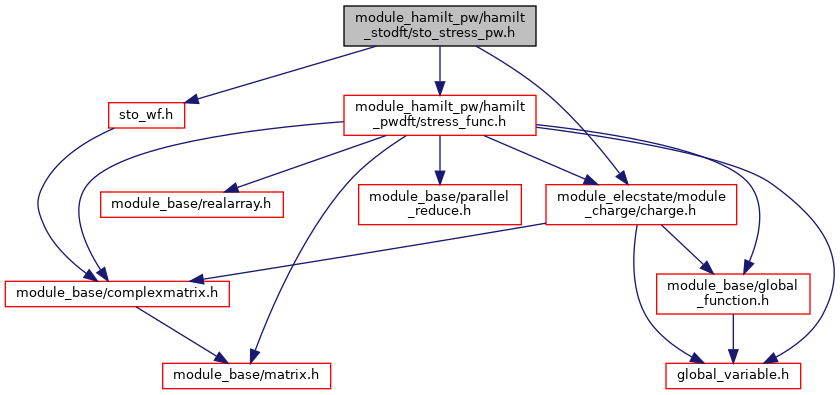 module_hamilt_pw/hamilt
_stodft/sto_stress_pw.h
sto_wf.h
module_hamilt_pw/hamilt
_pwdft/stress_func.h
module_base/realarray.h
module_base/parallel
_reduce.h
module_elecstate/module
_charge/charge.h
module_base/complexmatrix.h
module_base/global
_function.h
module_base/matrix.h
global_variable.h